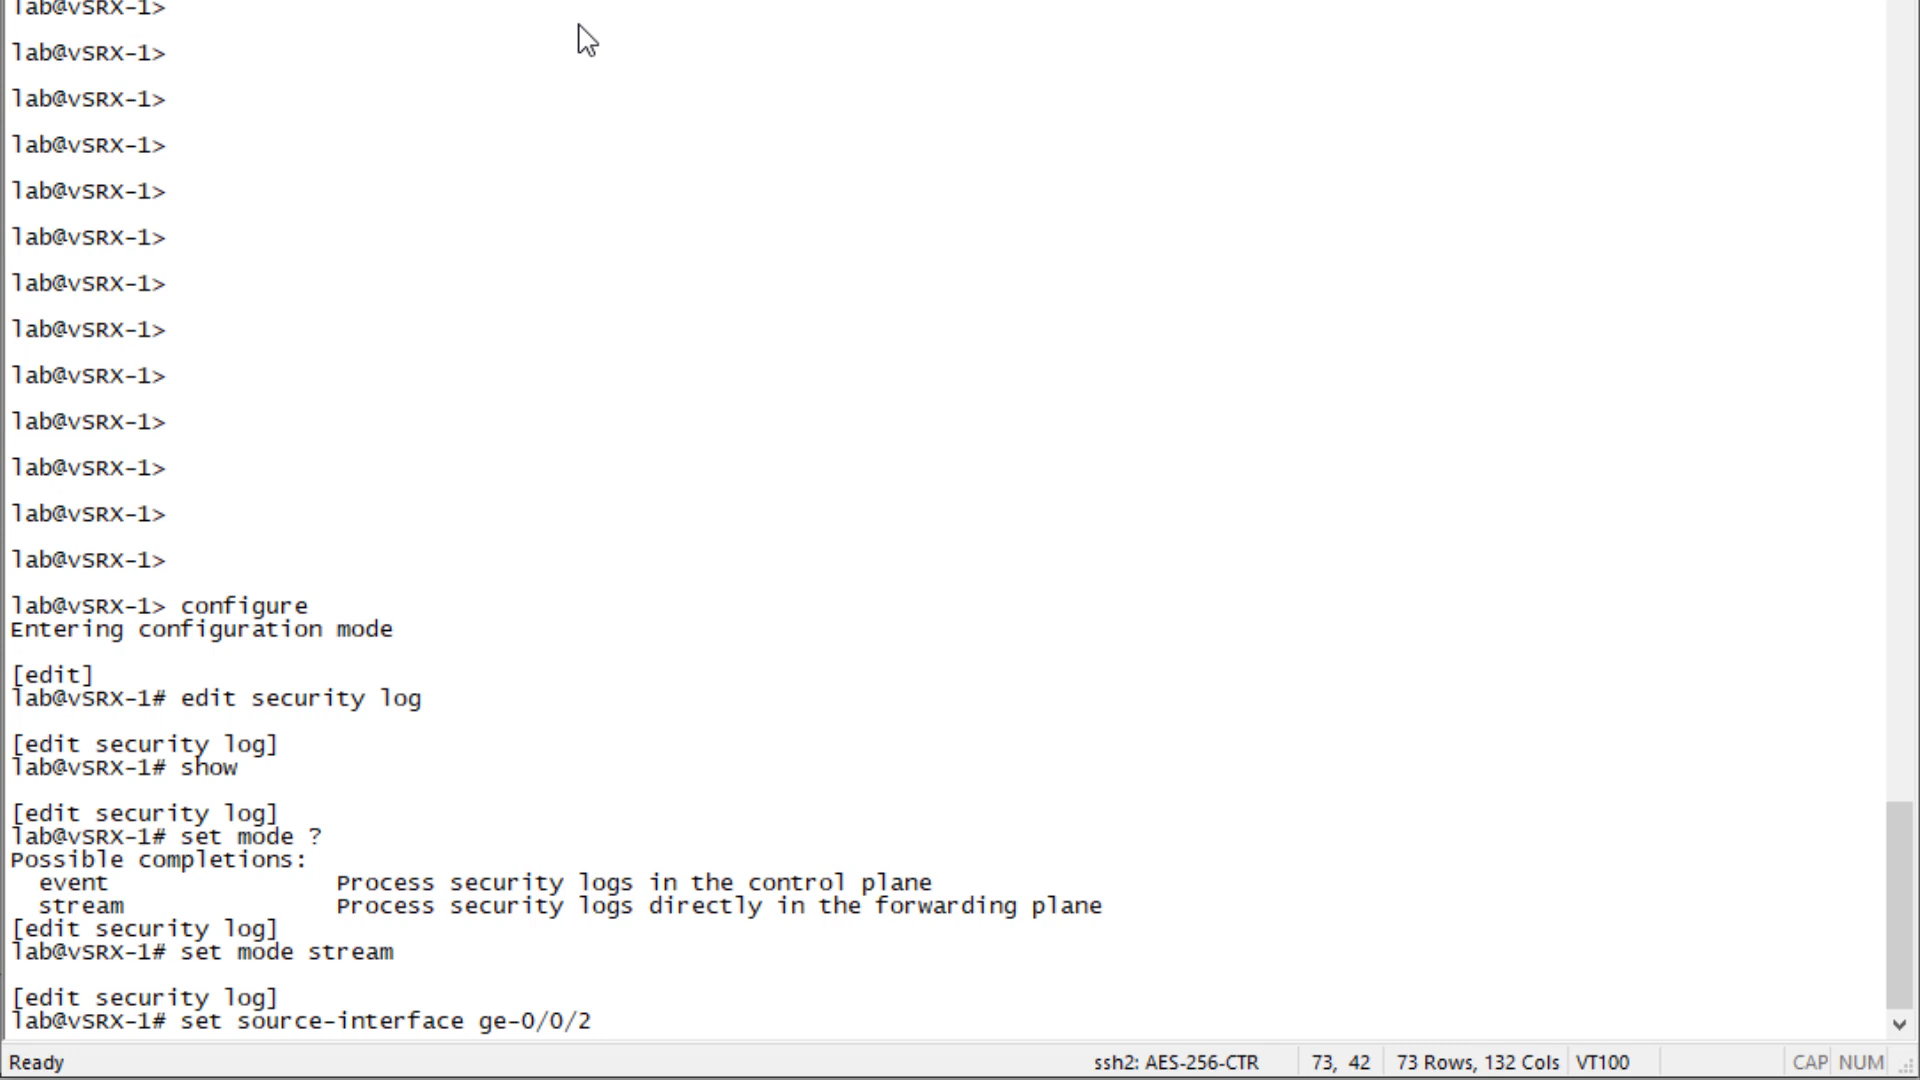 lab@vSRX-1>
lab@vSRX-1>
lab@vSRX-1>
lab@vSRX-1>
lab@vSRX-1>
lab@vSRX-1>
lab@vSRX-1>
lab@vSRX-1>
lab@vSRX-1>
lab@vSRX-1>
lab@vSRX-1>
lab@vSRX-1>
lab@vSRX-1>
lab@vSRX-1> configure
Entering configuration mode
[edit]
lab@vSRX-1# edit security log
[edit security log]
lab@vSRX-1# show
[edit security log]
lab@vSRX-1# set mode ?
Possible completions:
  event                Process security logs in the control plane
  stream               Process security logs directly in the forwarding plane
[edit security log]
lab@vSRX-1# set mode stream
[edit security log]
lab@vSRX-1# set source-interface ge-0/0/2
Ready ssh2: AES-256-CTR 73, 42 73 Rows, 132 Cols VT100 CAP NUM